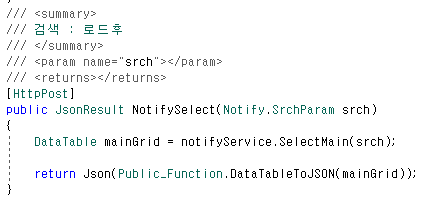 /// <summary>
/// 검색 : 로드후
/// </summary>
/// <param name="srch"></param>
/// <returns></returns>
[HttpPost]
public JsonResult NotifySelect(Notify.SrchParam srch)
{
    DataTable mainGrid = notifyService.SelectMain(srch);

    return Json(Public_Function.DataTableToJSON(mainGrid));
}